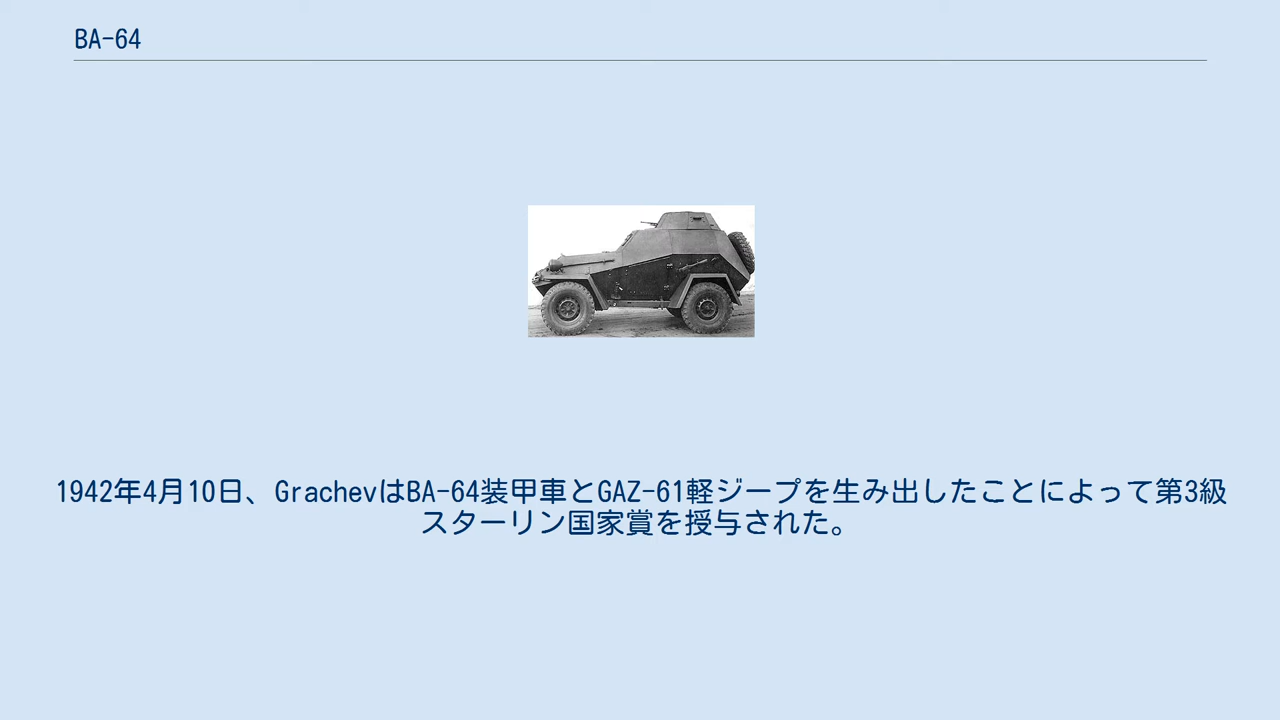 BA-64
1942年4月10日、GrachevはBA-64装甲車とGAZ-61軽ジープを生み出したことによって第3級
スターリン国家賞を授与された。